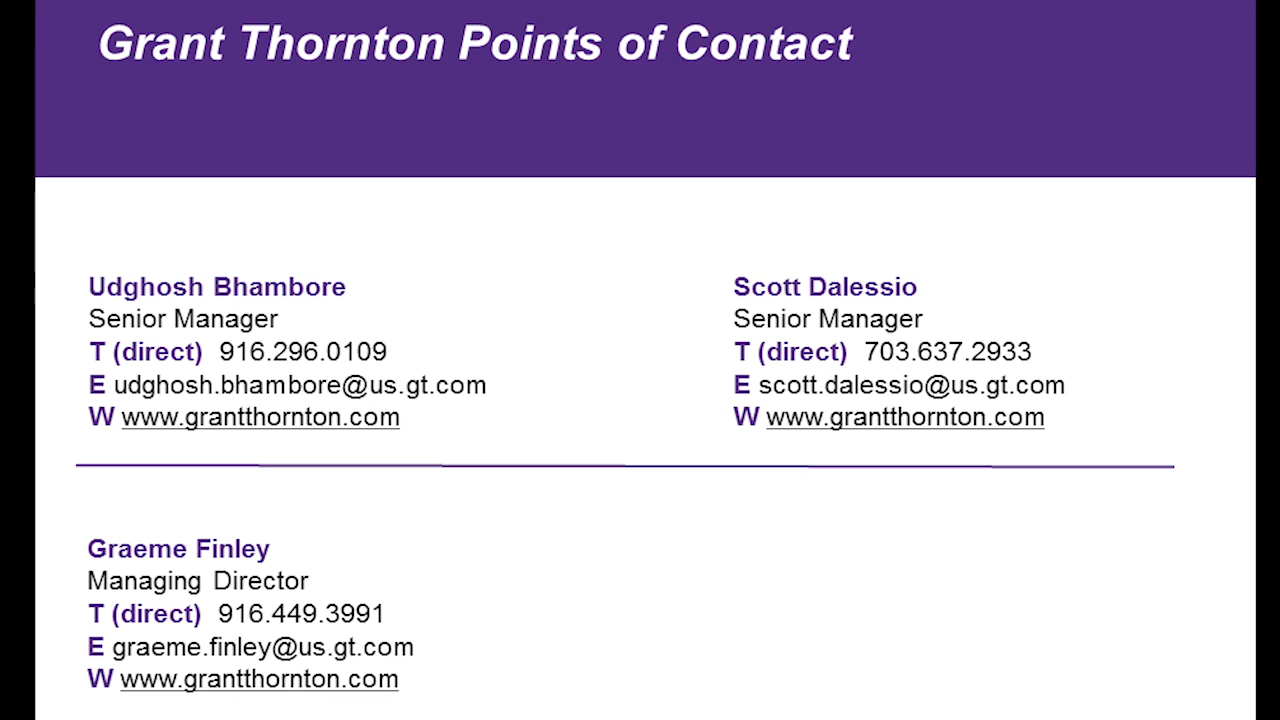 Grant Thornton Points of Contact
Udghosh Bhambore
Senior Manager
T (direct) 916.296.0109
E udghosh.bhambore@us.gt.com
W www.grantthornton.com
Scott Dalessio
Senior Manager
T (direct) 703.637.2933
E scott.dalessio@us.gt.com
W www.grantthornton.com
Graeme Finley
Managing Director
T (direct) 916.449.3991
E graeme.finley@us.gt.com
W www.grantthornton.com